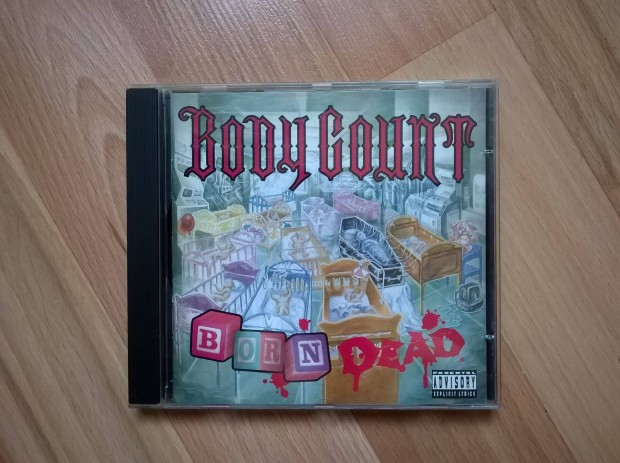 Body Count
BORN DEAD
PARENTAL
ADVISORY
EXPLICIT LYRICS